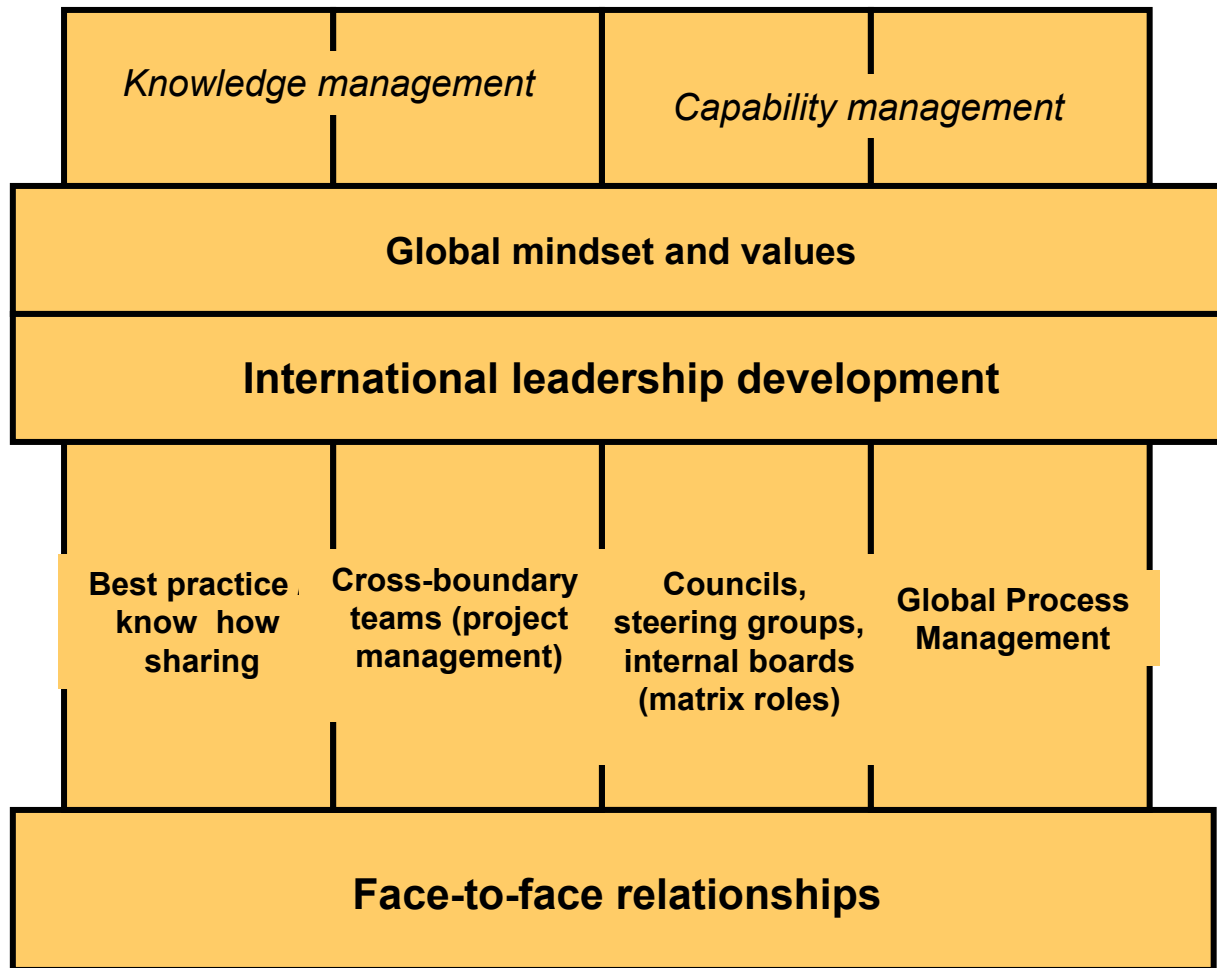 Knowledge management
Capability management
Global mindset and values
International leadership development
Best practice /
know how
sharing
Cross-boundary
teams (project
management)
Councils,
steering groups,
internal boards
(matrix roles)
Global Process
Management
Face-to-face relationships